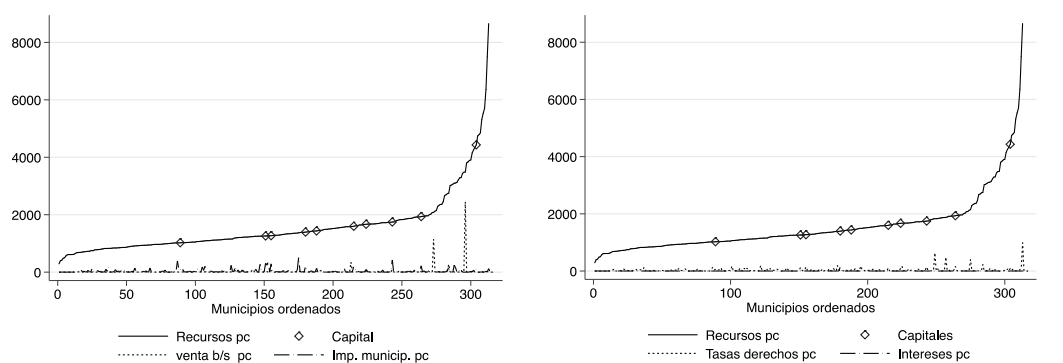 8000
6000
4000
2000
0
0 50 100 150 200 250 300
Municipios ordenados
Recursos pc Capital
venta b/s pc Imp. municip. pc
8000
6000
4000
2000
0
0 100 200 300
Municipios ordenados
Recursos pc Capitales
Tasas derechos pc Intereses pc